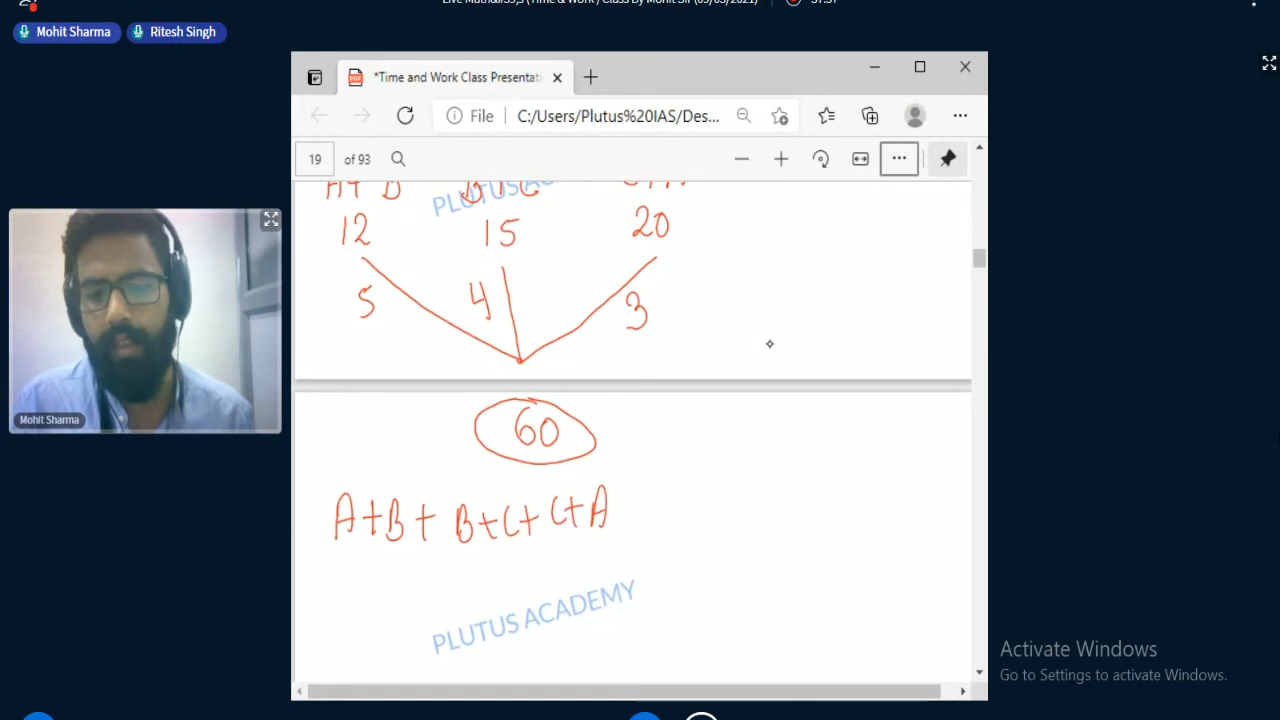 Mohit Sharma Ritesh Singh
*Time and Work Class Presentati
File C:/Users/Plutus%20IAS/Des...
19 of 93
PLUTUS AC
12 15 20
5 4 3
60
A+B+ B+C+ C+A
PLUTUS ACADEMY
Mohit Sharma
Activate Windows
Go to Settings to activate Windows.